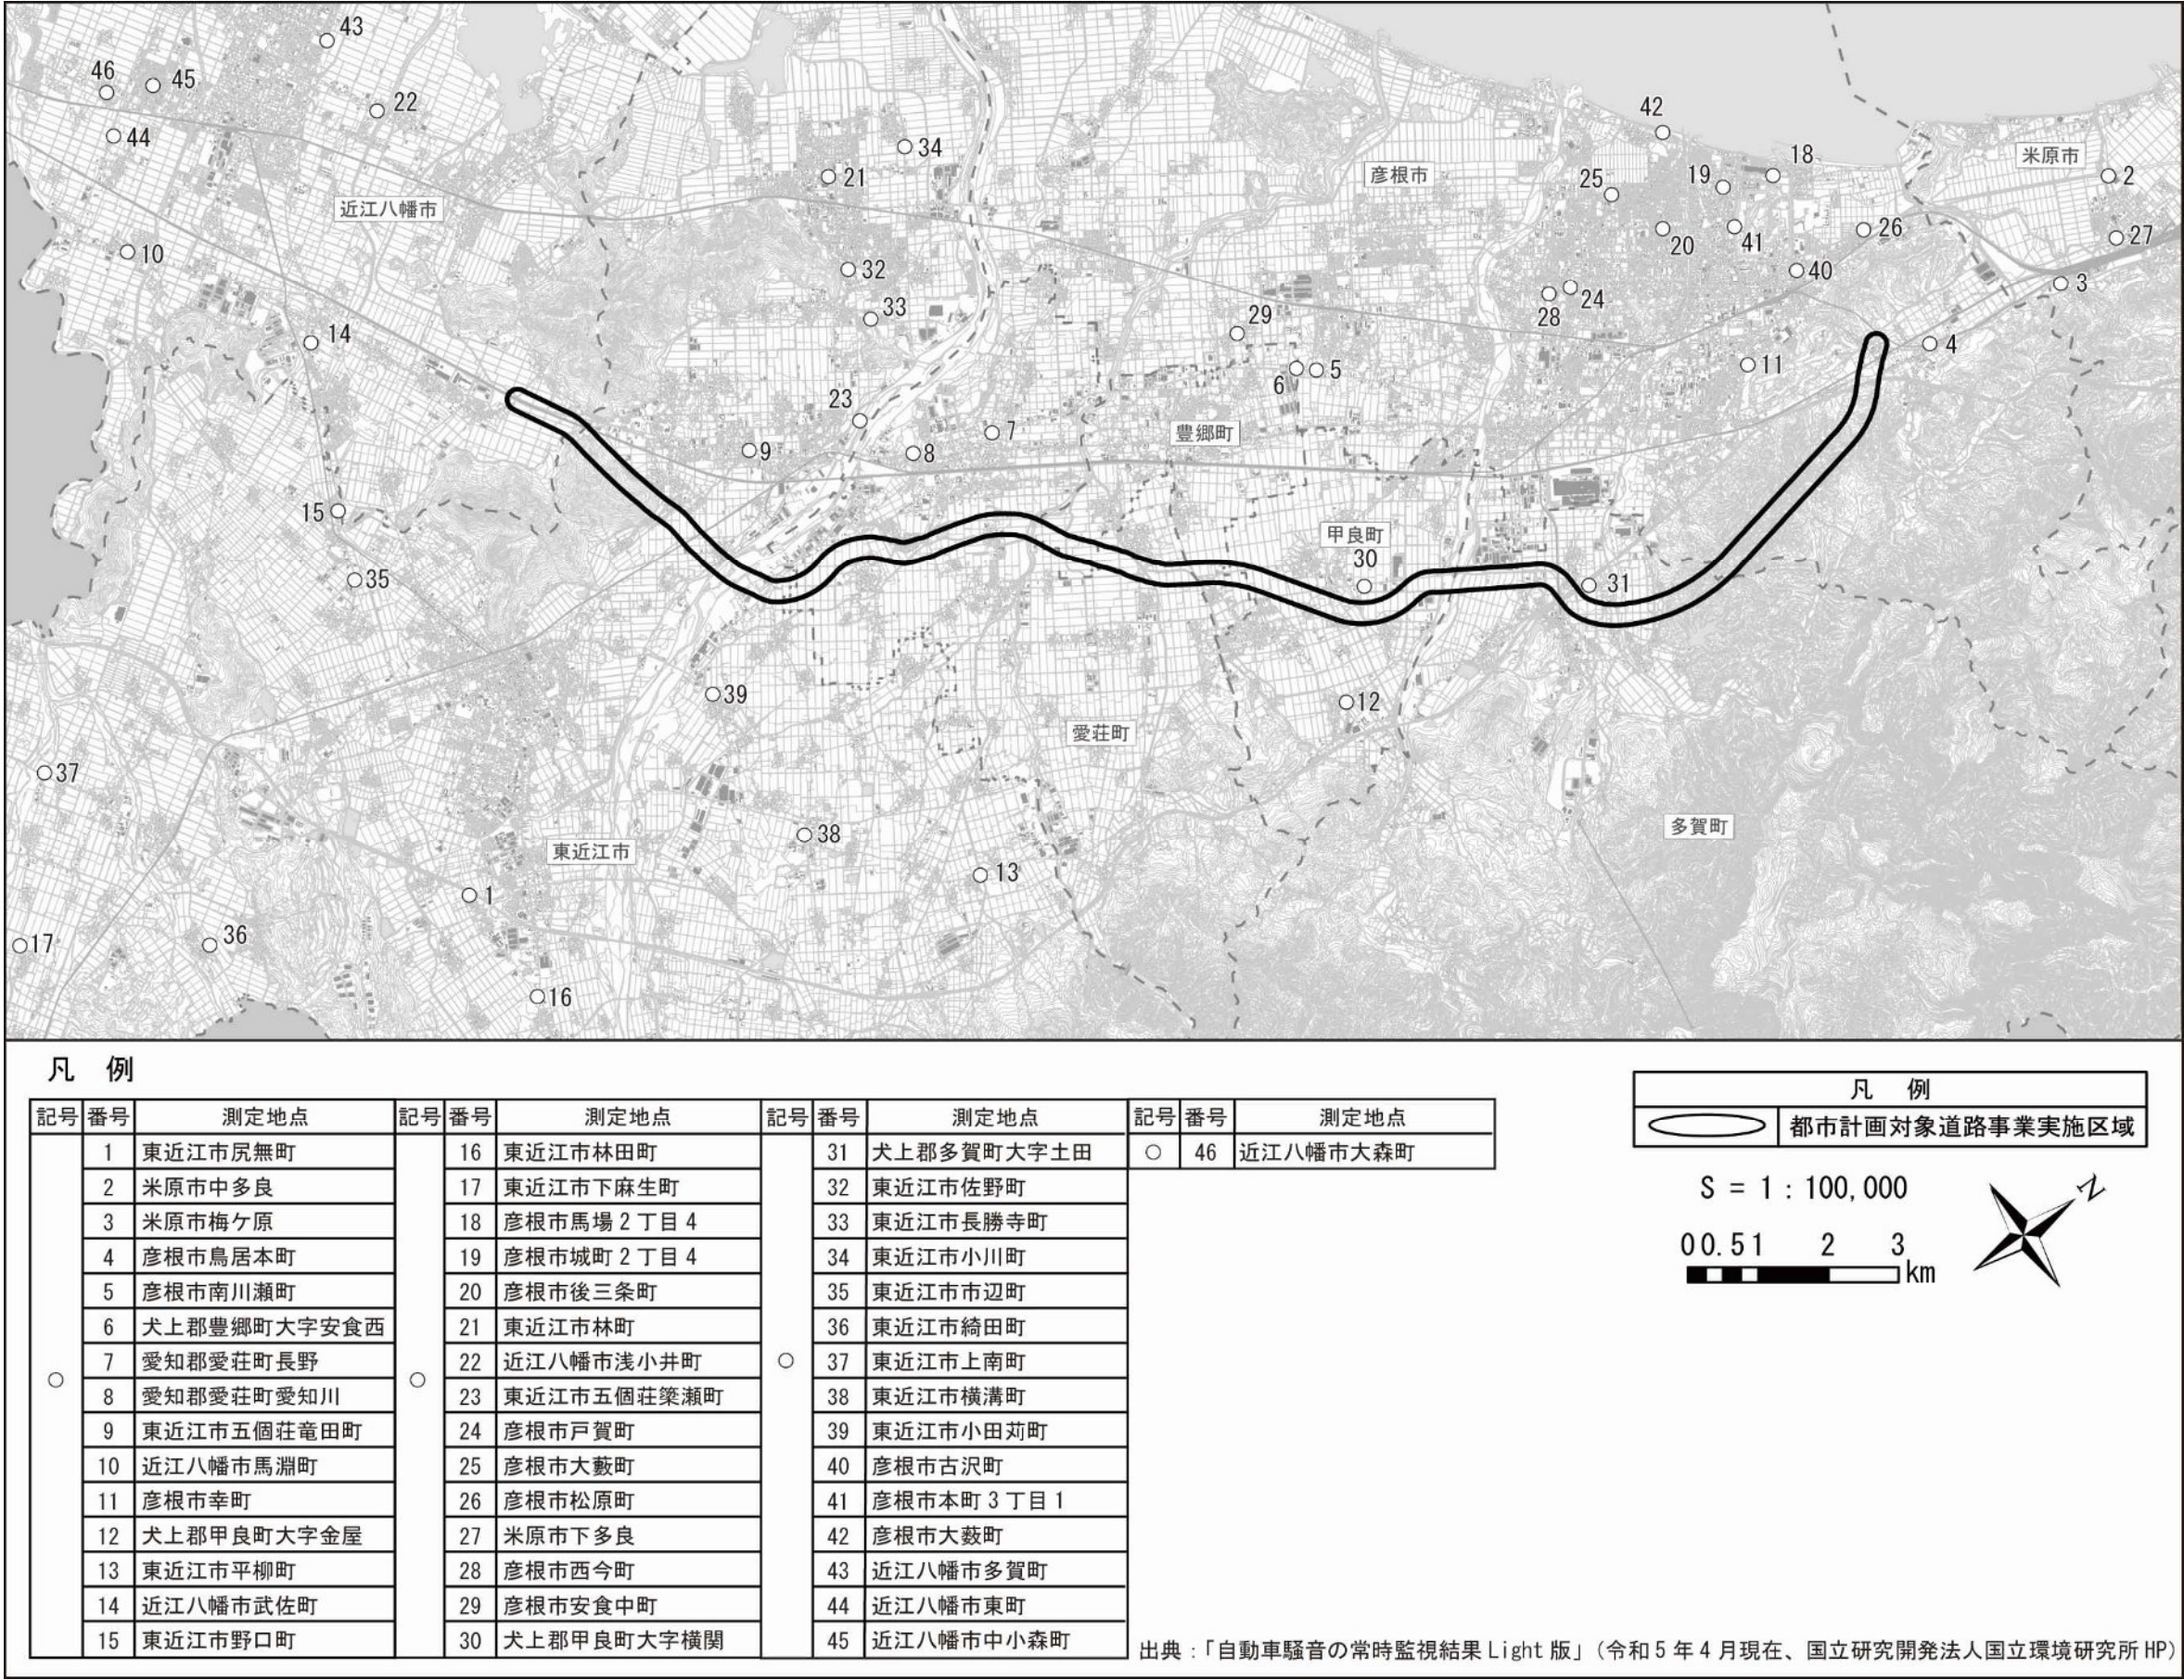 43
46
45
22
44
34
42
彦根市
18
米原市
21
25
19
2
近江八幡市
10
20
41
26
27
32
40
3
33
29
28
24
14
6
5
11
4
23
9
8
7
豊郷町
15
甲良町
30
35
31
39
12
愛荘町
37
38
多賀町
東近江市
13
1
17
36
16
凡 例
記号 番号 測定地点 記号 番号 測定地点 記号 番号 測定地点 記号 番号 測定地点
1 東近江市尻無町 16 東近江市林田町 31 犬上郡多賀町大字土田 ○ 46 近江八幡市大森町
2 米原市中多良 17 東近江市下麻生町 32 東近江市佐野町
3 米原市梅ケ原 18 彦根市馬場2丁目4 33 東近江市長勝寺町
4 彦根市鳥居本町 19 彦根市城町2丁目4 34 東近江市小川町
5 彦根市南川瀬町 20 彦根市後三条町 35 東近江市市辺町
6 犬上郡豊郷町大字安食西 21 東近江市林町 36 東近江市綺田町
7 愛知郡愛荘町長野 22 近江八幡市浅小井町 ○ 37 東近江市上南町
○ 8 愛知郡愛荘町愛知川 ○ 23 東近江市五個荘簗瀬町 38 東近江市横溝町
9 東近江市五個荘竜田町 24 彦根市戸賀町 39 東近江市小田苅町
10 近江八幡市馬淵町 25 彦根市大藪町 40 彦根市古沢町
11 彦根市幸町 26 彦根市松原町 41 彦根市本町3丁目1
12 犬上郡甲良町大字金屋 27 米原市下多良 42 彦根市大薮町
13 東近江市平柳町 28 彦根市西今町 43 近江八幡市多賀町
14 近江八幡市武佐町 29 彦根市安食中町 44 近江八幡市東町
15 東近江市野口町 30 犬上郡甲良町大字横関 45 近江八幡市中小森町
凡 例
都市計画対象道路事業実施区域
S = 1 : 100,000
N
0 0.5 1 2 3
km
出典:「自動車騒音の常時監視結果 Light 版」(令和5年4月現在、国立研究開発法人国立環境研究所 HP)